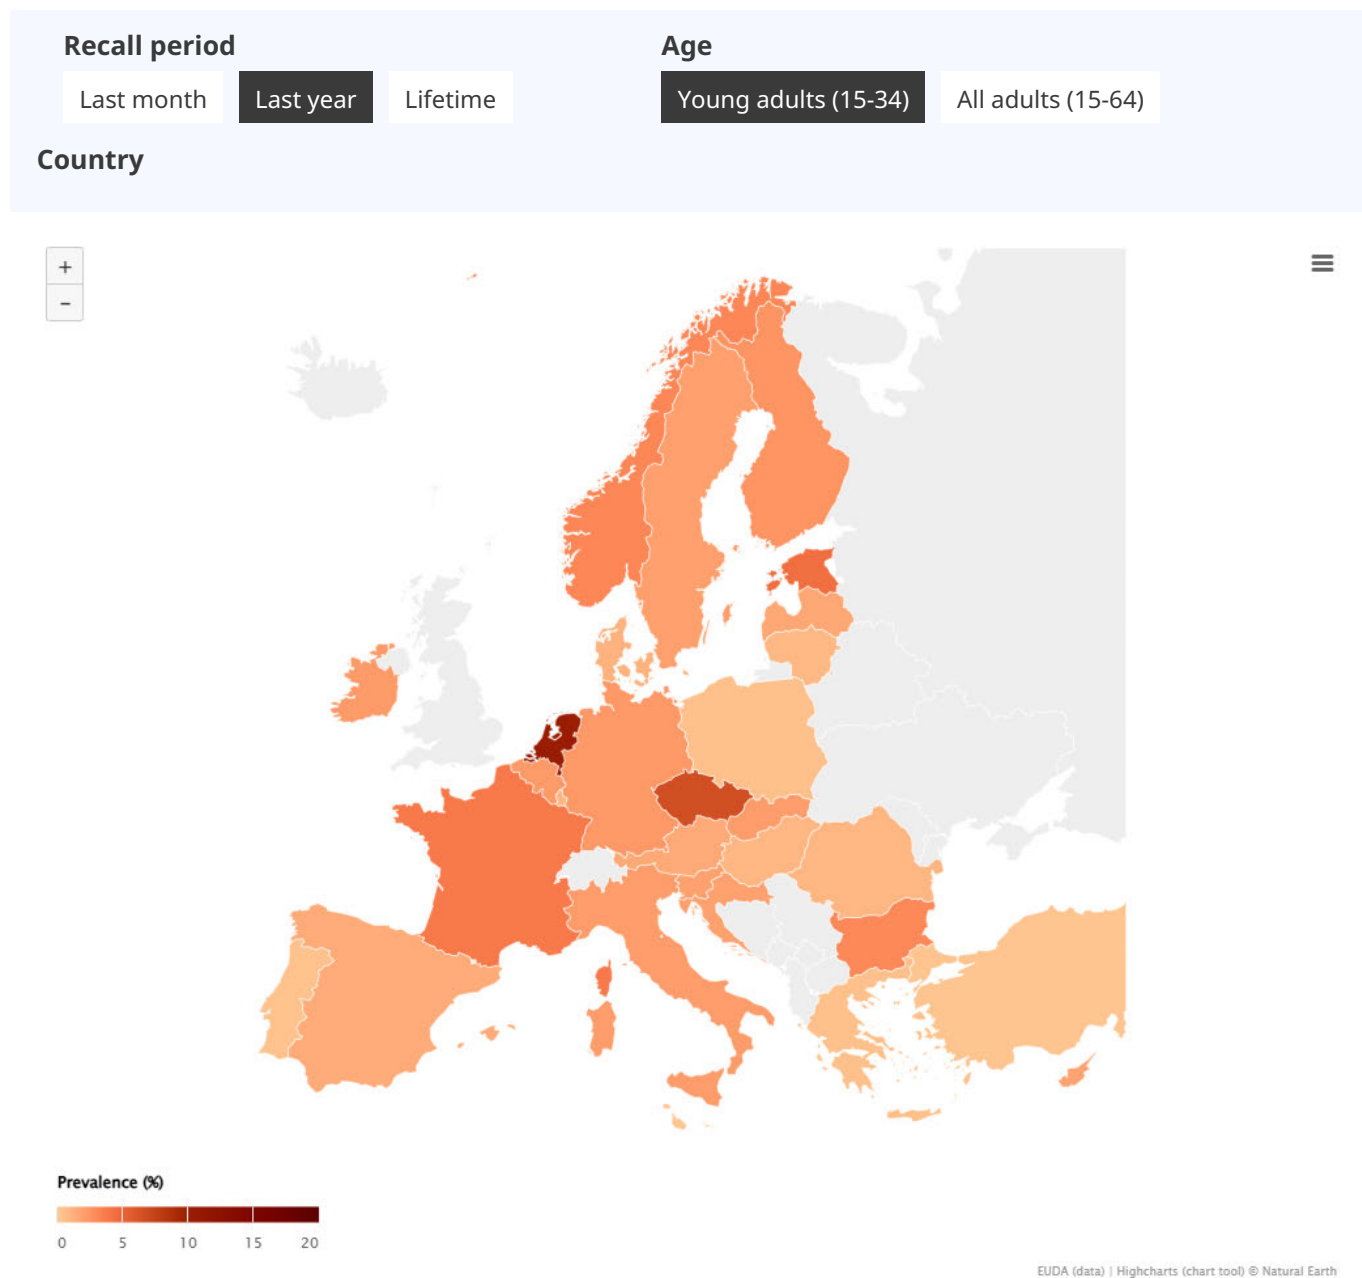 Recall period
Age
Last month
Last year
Lifetime
Young adults (15-34)
All adults (15-64)
Country
+
−
Prevalence (%)
0 5 10 15 20
EUDA (data) | Highcharts (chart tool) © Natural Earth